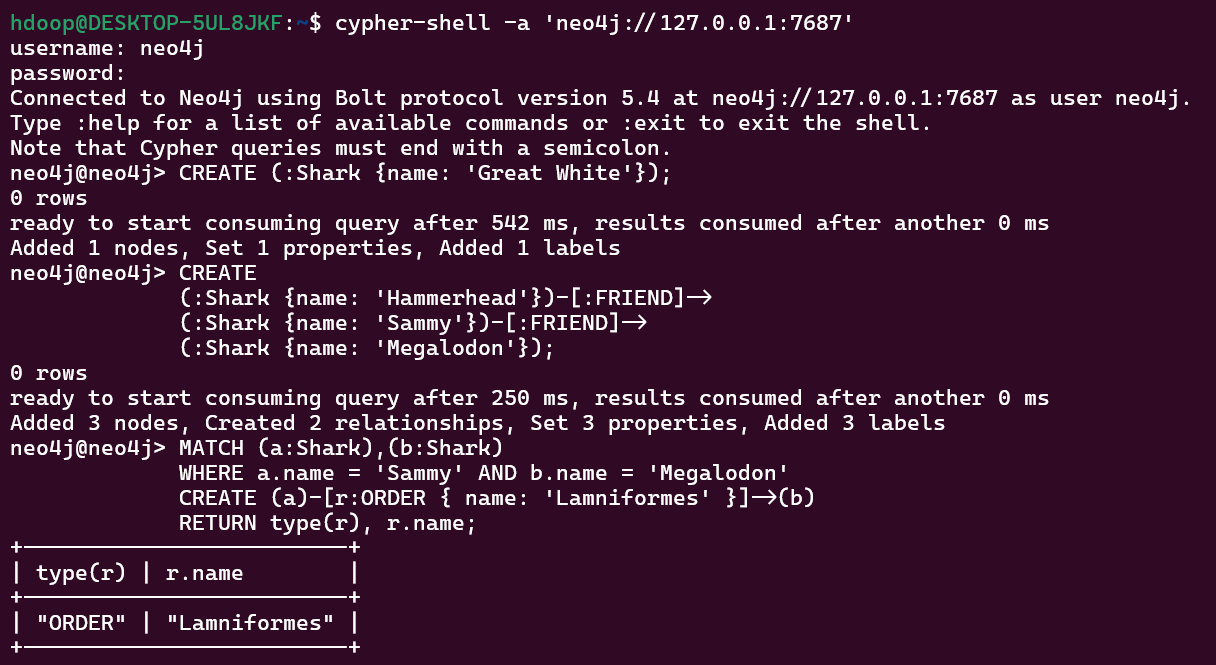 hdoop@DESKTOP-5UL8JKF:~$ cypher-shell -a 'neo4j://127.0.0.1:7687'
username: neo4j
password:
Connected to Neo4j using Bolt protocol version 5.4 at neo4j://127.0.0.1:7687 as user neo4j.
Type :help for a list of available commands or :exit to exit the shell.
Note that Cypher queries must end with a semicolon.
neo4j@neo4j> CREATE (:Shark {name: 'Great White'});
0 rows
ready to start consuming query after 542 ms, results consumed after another 0 ms
Added 1 nodes, Set 1 properties, Added 1 labels
neo4j@neo4j> CREATE
             (:Shark {name: 'Hammerhead'})-[:FRIEND]->
             (:Shark {name: 'Sammy'})-[:FRIEND]->
             (:Shark {name: 'Megalodon'});
0 rows
ready to start consuming query after 250 ms, results consumed after another 0 ms
Added 3 nodes, Created 2 relationships, Set 3 properties, Added 3 labels
neo4j@neo4j> MATCH (a:Shark),(b:Shark)
             WHERE a.name = 'Sammy' AND b.name = 'Megalodon'
             CREATE (a)-[r:ORDER { name: 'Lamniformes' }]->(b)
             RETURN type(r), r.name;
+-------------------------+
| type(r) | r.name        |
+-------------------------+
| "ORDER" | "Lamniformes" |
+-------------------------+